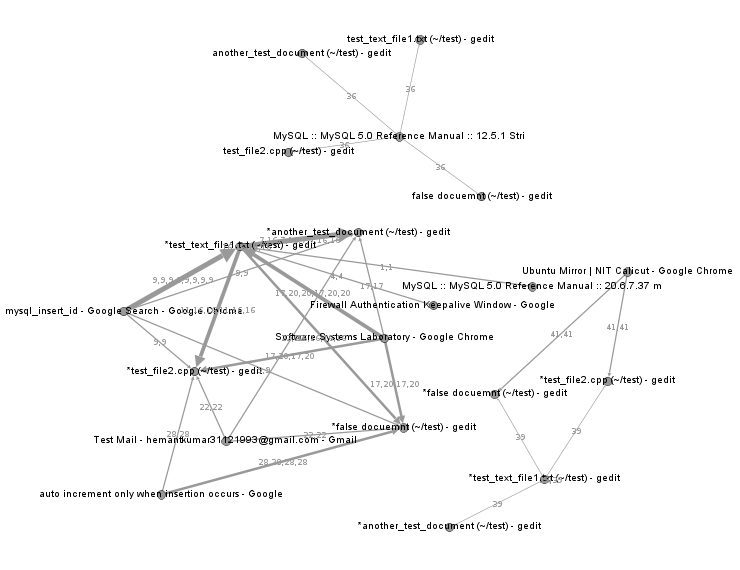 test_text_file1.txt (~/test) - gedit
another_test_document (~/test) - gedit
36
36
MySQL :: MySQL 5.0 Reference Manual :: 12.5.1 Stri
36
test_file2.cpp (~/test) - gedit
36
false docuemnt (~/test) - gedit
*another_test_document (~/test) - gedit
*test_text_file1.txt (~/test) - gedit
1,1
Ubuntu Mirror | NIT Calicut - Google Chrome
9,9
4,4
9,9,9,9,9,9,9,9
17,17
MySQL :: MySQL 5.0 Reference Manual :: 20.6.7.37 m
17,20,20,17,20,20
Firewall Authentication Keepalive Window - Google
mysql_insert_id - Google Search - Google Chrome
41,41
41,41
Software Systems Laboratory - Google Chrome
9,9
17,20,17,20
*test_file2.cpp (~/test) - gedit
*test_file2.cpp (~/test) - gedit
17,20,17,20
*false docuemnt (~/test) - gedit
22,22
*false docuemnt (~/test) - gedit
39
28,28
22,22
39
Test Mail - hemantkumar31121993@gmail.com - Gmail
28,28,28,28
*test_text_file1.txt (~/test) - gedit
auto increment only when insertion occurs - Google
39
*another_test_document (~/test) - gedit